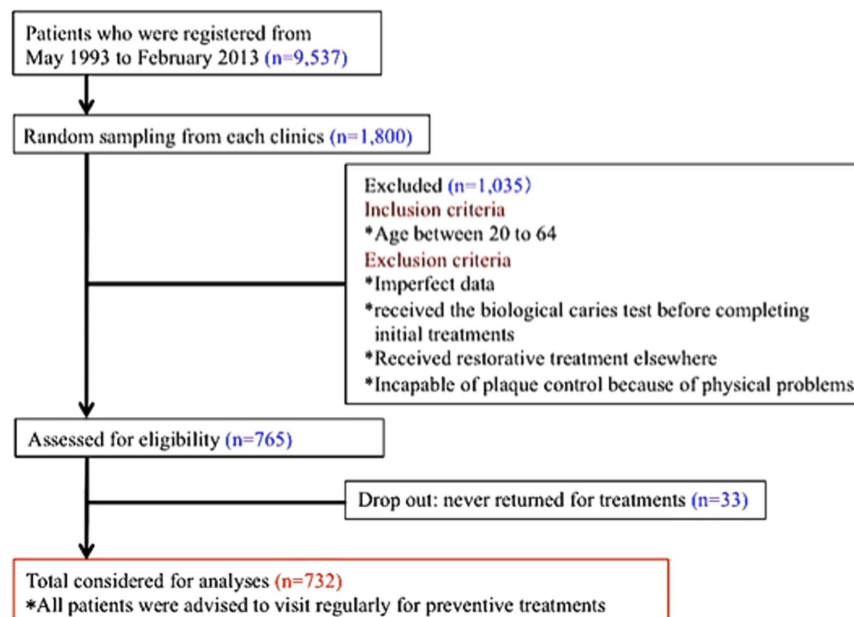 Patients who were registered from
May 1993 to February 2013 (n=9,537)
Random sampling from each clinics (n=1,800)
Excluded (n=1,035)
Inclusion criteria
*Age between 20 to 64
Exclusion criteria
*Imperfect data
*received the biological caries test before completing
initial treatments
*Received restorative treatment elsewhere
*Incapable of plaque control because of physical problems
Assessed for eligibility (n=765)
Drop out: never returned for treatments (n=33)
Total considered for analyses (n=732)
*All patients were advised to visit regularly for preventive treatments